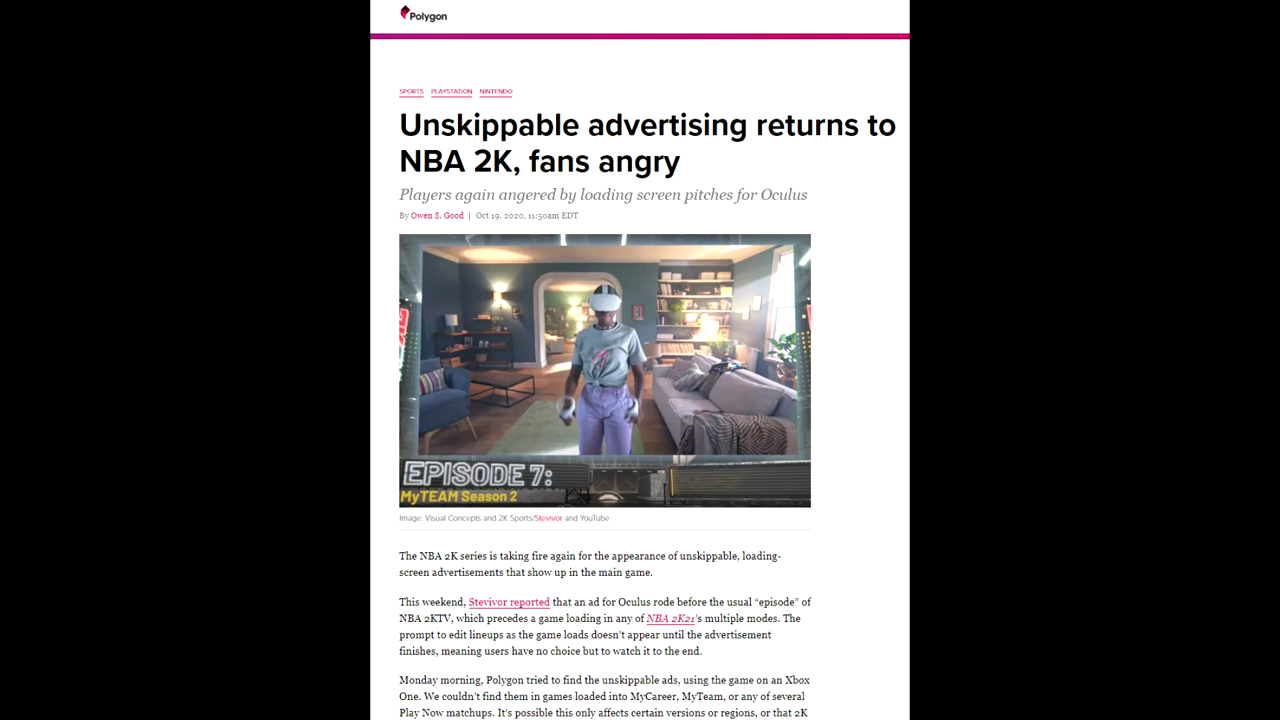 Polygon
SPORTS PLAYSTATION NINTENDO
Unskippable advertising returns to
NBA 2K, fans angry
Players again angered by loading screen pitches for Oculus
By Owen S. Good | Oct 19, 2020, 11:50am EDT
EPISODE 7:
MyTEAM Season 2
Image: Visual Concepts and 2K Sports/Stevivor and YouTube
The NBA 2K series is taking fire again for the appearance of unskippable, loading-
screen advertisements that show up in the main game.
This weekend, Stevivor reported that an ad for Oculus rode before the usual “episode” of
NBA 2KTV, which precedes a game loading in any of NBA 2K21’s multiple modes. The
prompt to edit lineups as the game loads doesn’t appear until the advertisement
finishes, meaning users have no choice but to watch it to the end.
Monday morning, Polygon tried to find the unskippable ads, using the game on an Xbox
One. We couldn’t find them in games loaded into MyCareer, MyTeam, or any of several
Play Now matchups. It’s possible this only affects certain versions or regions, or that 2K